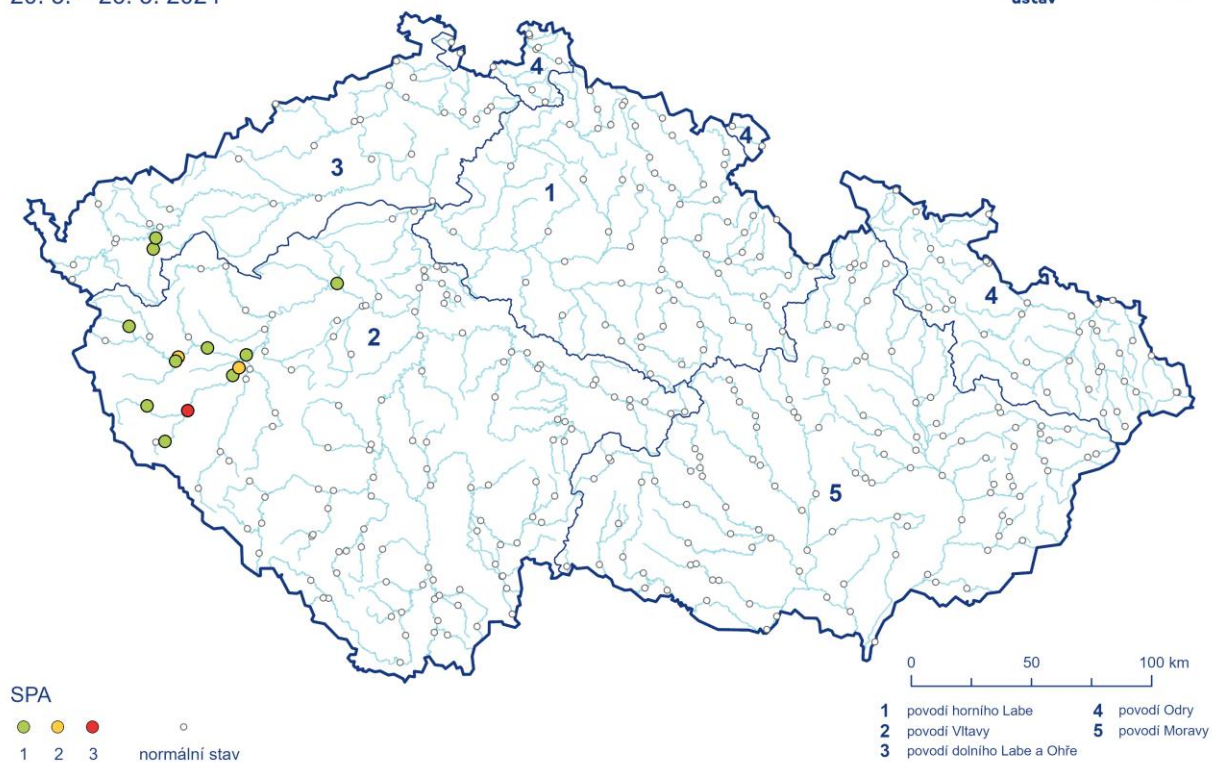 ústav
4
4
3
1
4
2
5
0 50 100 km
SPA
1 2 3 normální stav
1 povodí horního Labe
2 povodí Vltavy
3 povodí dolního Labe a Ohře
4 povodí Odry
5 povodí Moravy